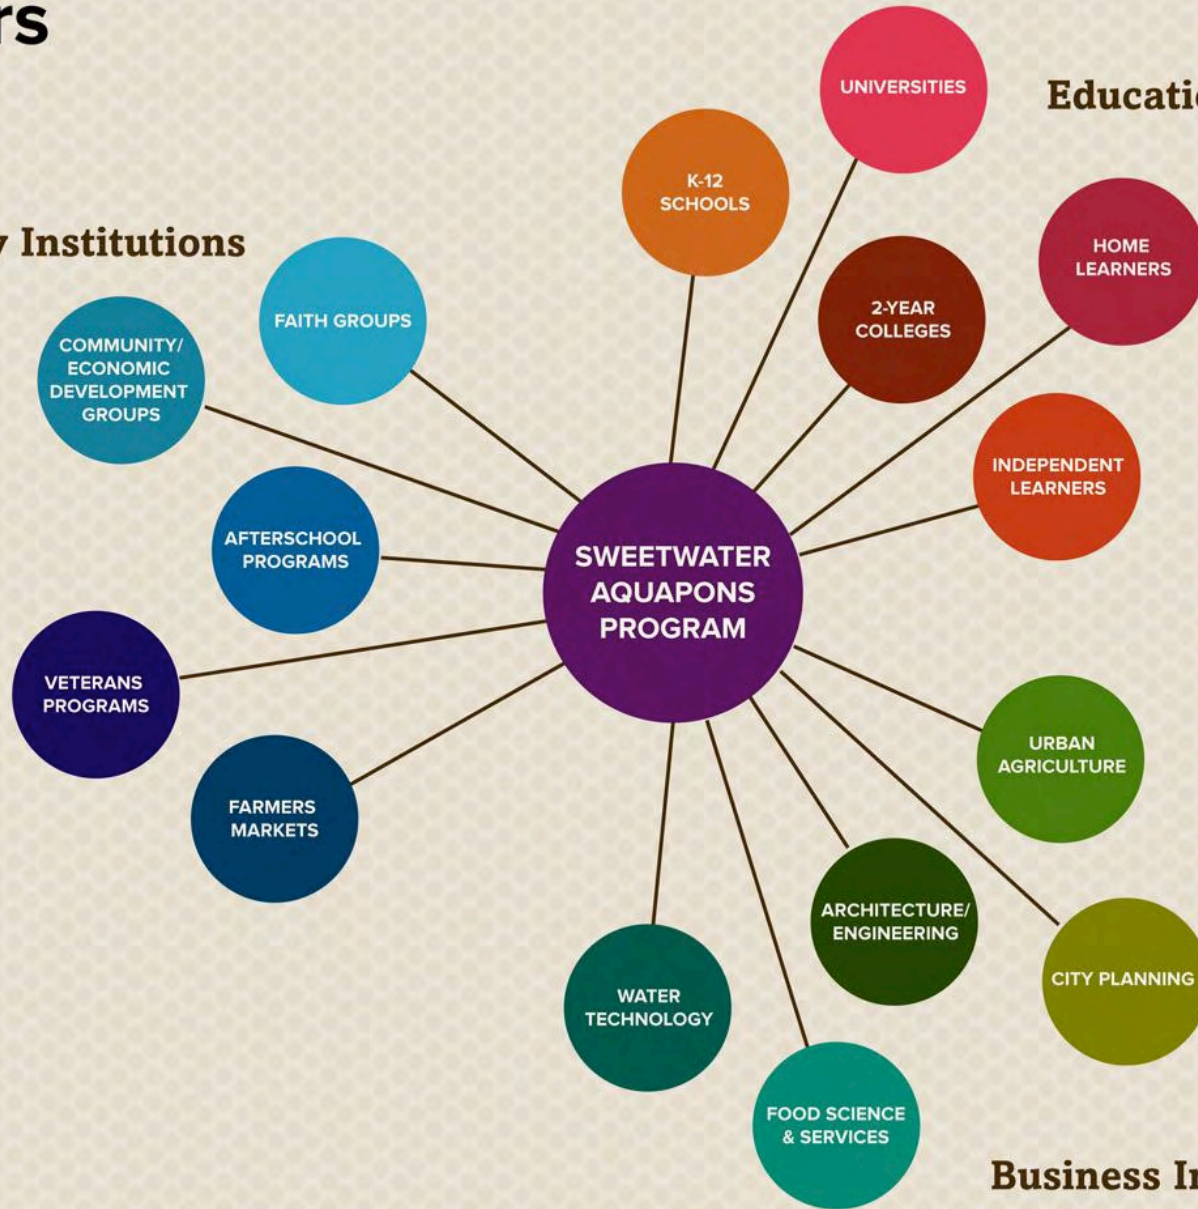 rs
UNIVERSITIES
Educatio
K-12
SCHOOLS
y Institutions
HOME
LEARNERS
FAITH GROUPS
2-YEAR
COLLEGES
COMMUNITY/
ECONOMIC
DEVELOPMENT
GROUPS
INDEPENDENT
LEARNERS
AFTERSCHOOL
PROGRAMS
SWEETWATER
AQUAPONS
PROGRAM
VETERANS
PROGRAMS
URBAN
AGRICULTURE
FARMERS
MARKETS
ARCHITECTURE/
ENGINEERING
CITY PLANNING
WATER
TECHNOLOGY
FOOD SCIENCE
& SERVICES
Business In